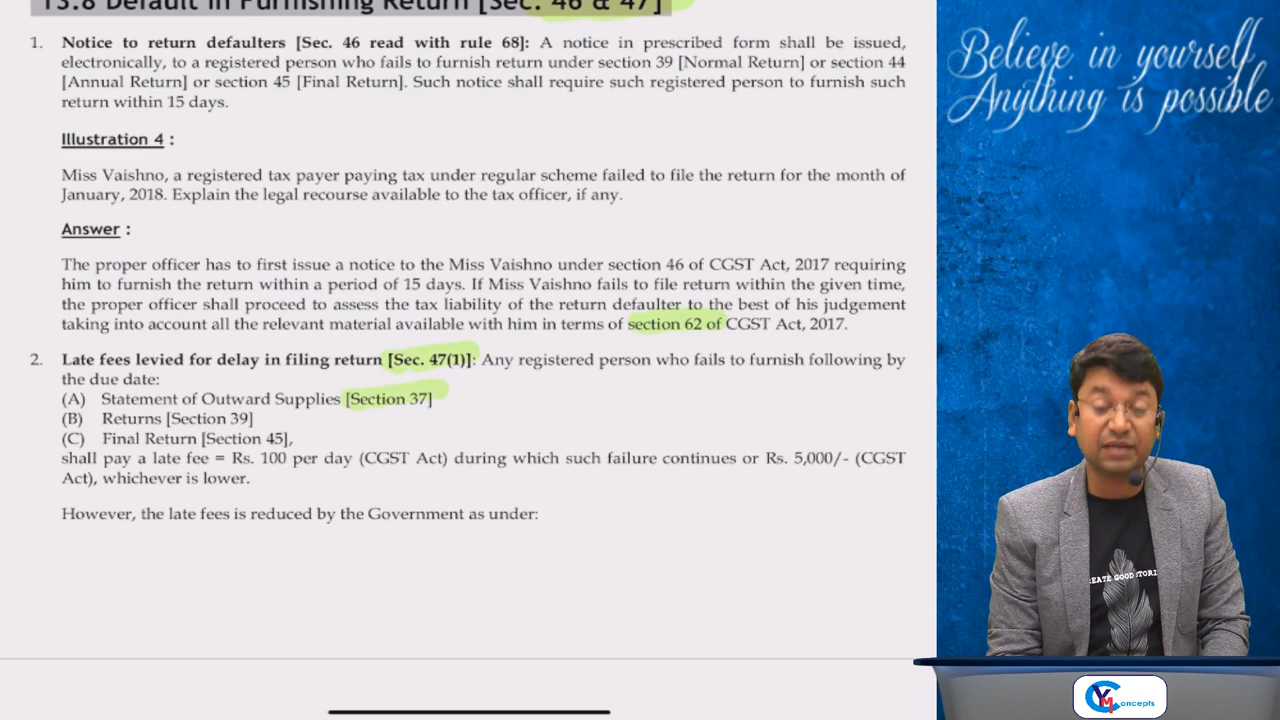 13.8 Default in Furnishing Return [Sec. 46 & 47]
1. Notice to return defaulters [Sec. 46 read with rule 68]: A notice in prescribed form shall be issued,
electronically, to a registered person who fails to furnish return under section 39 [Normal Return] or section 44
[Annual Return] or section 45 [Final Return]. Such notice shall require such registered person to furnish such
return within 15 days.
Illustration 4 :
Miss Vaishno, a registered tax payer paying tax under regular scheme failed to file the return for the month of
January, 2018. Explain the legal recourse available to the tax officer, if any.
Answer :
The proper officer has to first issue a notice to the Miss Vaishno under section 46 of CGST Act, 2017 requiring
him to furnish the return within a period of 15 days. If Miss Vaishno fails to file return within the given time,
the proper officer shall proceed to assess the tax liability of the return defaulter to the best of his judgement
taking into account all the relevant material available with him in terms of section 62 of CGST Act, 2017.
2. Late fees levied for delay in filing return [Sec. 47(1)]: Any registered person who fails to furnish following by
the due date:
(A) Statement of Outward Supplies [Section 37]
(B) Returns [Section 39]
(C) Final Return [Section 45],
shall pay a late fee = Rs. 100 per day (CGST Act) during which such failure continues or Rs. 5,000/- (CGST
Act), whichever is lower.
However, the late fees is reduced by the Government as under:
Believe in yourself
Anything is possible
REATE GOOD STORI
YM
Concepts